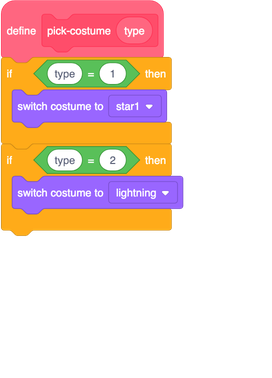 define pick-costume type
if type = 1 then
switch costume to star1
if type = 2 then
switch costume to lightning